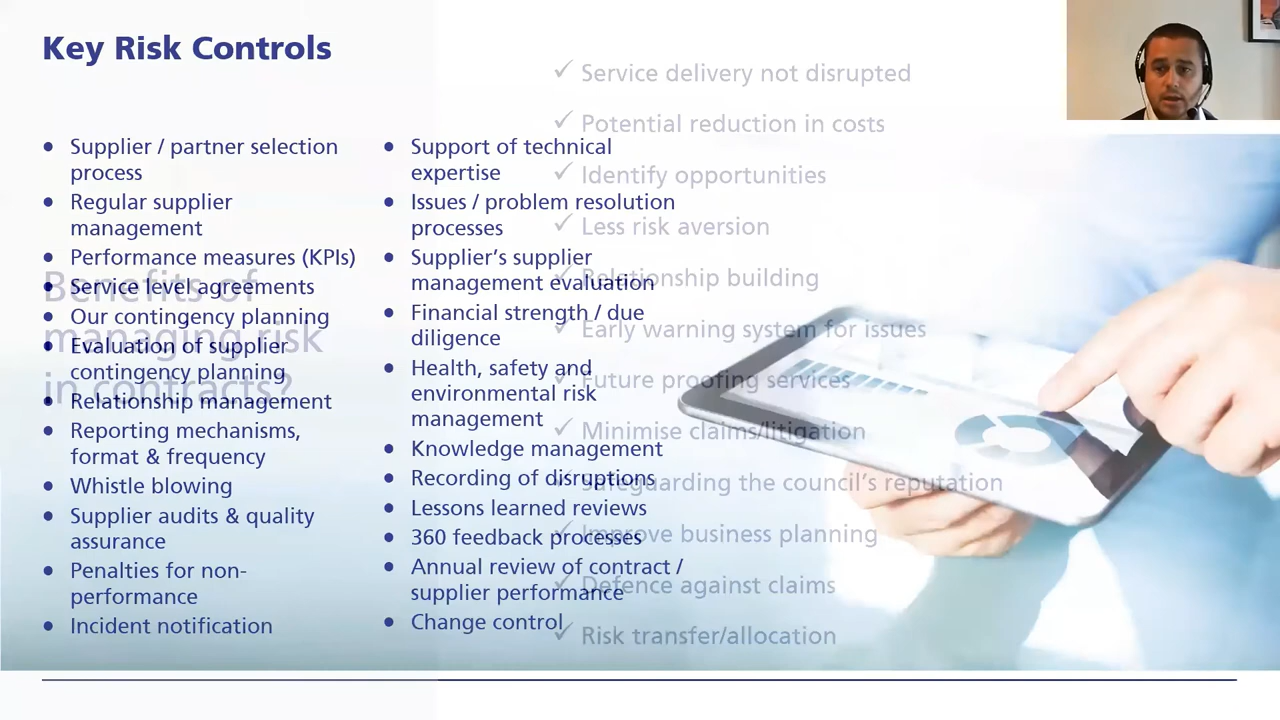 Key Risk Controls
• Supplier / partner selection
process
• Regular supplier
management
• Performance measures (KPIs)
• Service level agreements
• Our contingency planning
• Evaluation of supplier
contingency planning
• Relationship management
• Reporting mechanisms,
format & frequency
• Whistle blowing
• Supplier audits & quality
assurance
• Penalties for non-
performance
• Incident notification
• Support of technical
expertise
• Issues / problem resolution
processes
• Supplier's supplier
management evaluation
• Financial strength / due
diligence
• Health, safety and
environmental risk
management
• Knowledge management
• Recording of disruptions
• Lessons learned reviews
• 360 feedback processes
• Annual review of contract /
supplier performance
• Change control
Benefits of
managing risk
in contracts?
✓ Service delivery not disrupted
✓ Potential reduction in costs
✓ Identify opportunities
✓ Less risk aversion
✓ Relationship building
✓ Early warning system for issues
✓ Future proofing services
✓ Minimise claims/litigation
✓ Safeguarding the council's reputation
✓ Improve business planning
✓ Defence against claims
✓ Risk transfer/allocation